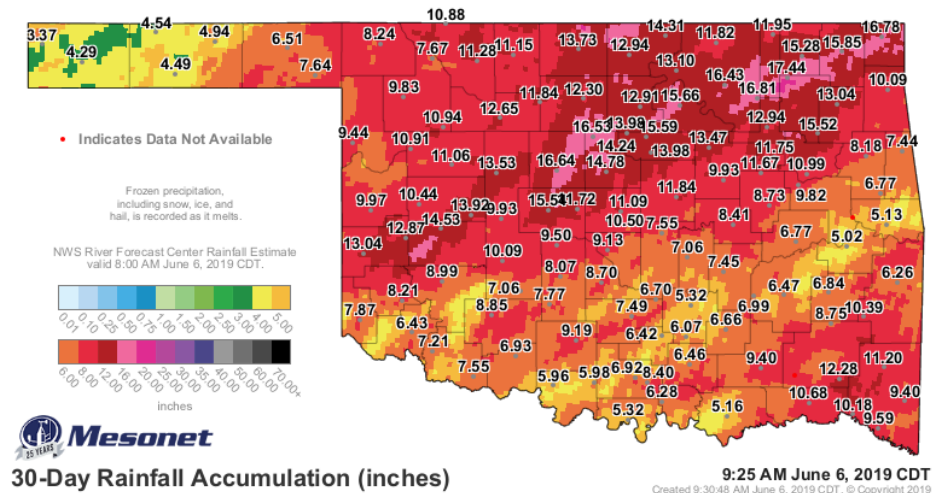 10.88
3.37 4.54 4.94 6.51 8.24 7.67 11.28 11.15 13.73 12.94 14.31 11.82 11.95 15.28 15.85 16.78
4.29 4.49 7.64 13.10 16.43 17.44
9.83 11.84 12.30 12.91 15.66 16.81 13.04 10.09
10.94 12.65 16.53 13.98 15.59 12.94 15.52
9.44 10.91 14.24 13.47 11.75 8.18 7.44
• Indicates Data Not Available
11.06 13.53 16.64 14.78 13.98 9.93 11.67 10.99
Frozen precipitation,
including snow, ice, and
hail, is recorded as it melts.
9.97 10.44 13.92 9.93 15.54 11.72 11.09 11.84 8.73 9.82 6.77
12.87 14.53 10.50 7.55 8.41 5.13
13.04 10.09 9.50 9.13 7.06 6.77 5.02
NWS River Forecast Center Rainfall Estimate
valid 8:00 AM June 6, 2019 CDT.
8.99 8.07 8.70 7.45 6.26
8.21 7.06 7.77 6.70 5.32 6.47 6.84
7.87 8.85 7.49 6.99 8.75 10.39
6.43 9.19 6.42 6.07 6.66
7.21 6.93 6.46 9.40 11.20
7.55 5.96 5.98 6.92 8.40 12.28
6.28 10.68 9.40
5.32 5.16 10.18
9.59
0.01 0.10 0.25 0.50 0.75 1.00 1.50 2.00 2.50 3.00 4.00 5.00
6.00 8.00 12.00 16.00 20.00 25.00 30.00 35.00 40.00 50.00 60.00 70.00+
inches
Mesonet
25 YEARS
30-Day Rainfall Accumulation (inches)
9:25 AM June 6, 2019 CDT
Created 9:30:48 AM June 6, 2019 CDT. © Copyright 2019